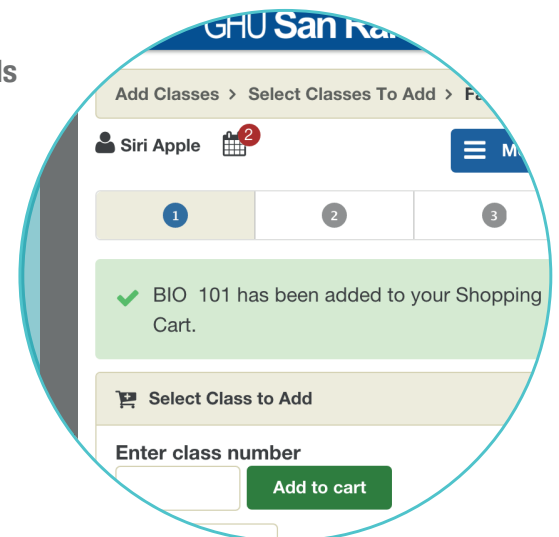 GHU San
ls
Add Classes > Select Classes To Add >
Siri Apple 2
1 2 3
BIO 101 has been added to your Shopping
Cart.
Select Class to Add
Enter class number
Add to cart